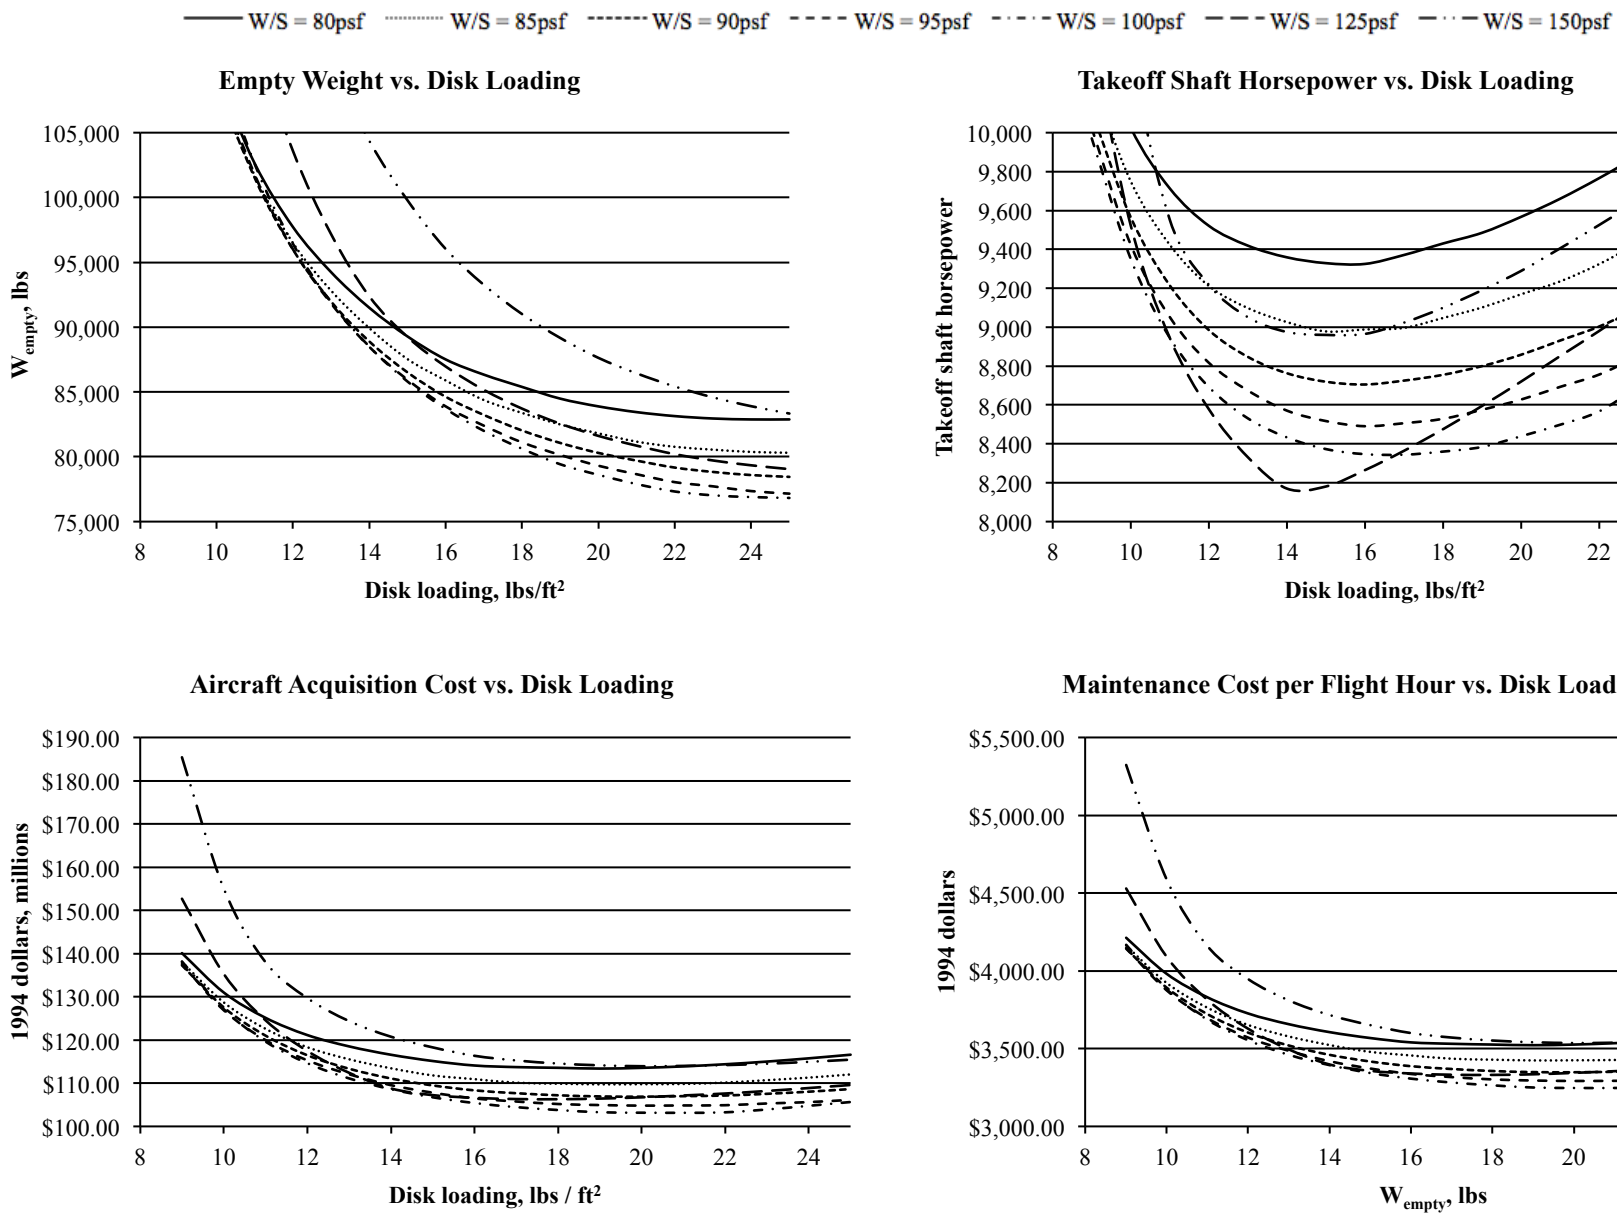 W/S = 80psf W/S = 85psf W/S = 90psf W/S = 95psf W/S = 100psf W/S = 125psf W/S = 150psf
Empty Weight vs. Disk Loading
105,000
100,000
95,000
90,000
85,000
80,000
75,000
W_empty, lbs
8 10 12 14 16 18 20 22 24
Disk loading, lbs/ft²
Takeoff Shaft Horsepower vs. Disk Loading
10,000
9,800
9,600
9,400
9,200
9,000
8,800
8,600
8,400
8,200
8,000
Takeoff shaft horsepower
8 10 12 14 16 18 20 22
Disk loading, lbs/ft²
Aircraft Acquisition Cost vs. Disk Loading
$190.00
$180.00
$170.00
$160.00
$150.00
$140.00
$130.00
$120.00
$110.00
$100.00
1994 dollars, millions
8 10 12 14 16 18 20 22 24
Disk loading, lbs / ft²
Maintenance Cost per Flight Hour vs. Disk Load
$5,500.00
$5,000.00
$4,500.00
$4,000.00
$3,500.00
$3,000.00
1994 dollars
8 10 12 14 16 18 20
W_empty, lbs